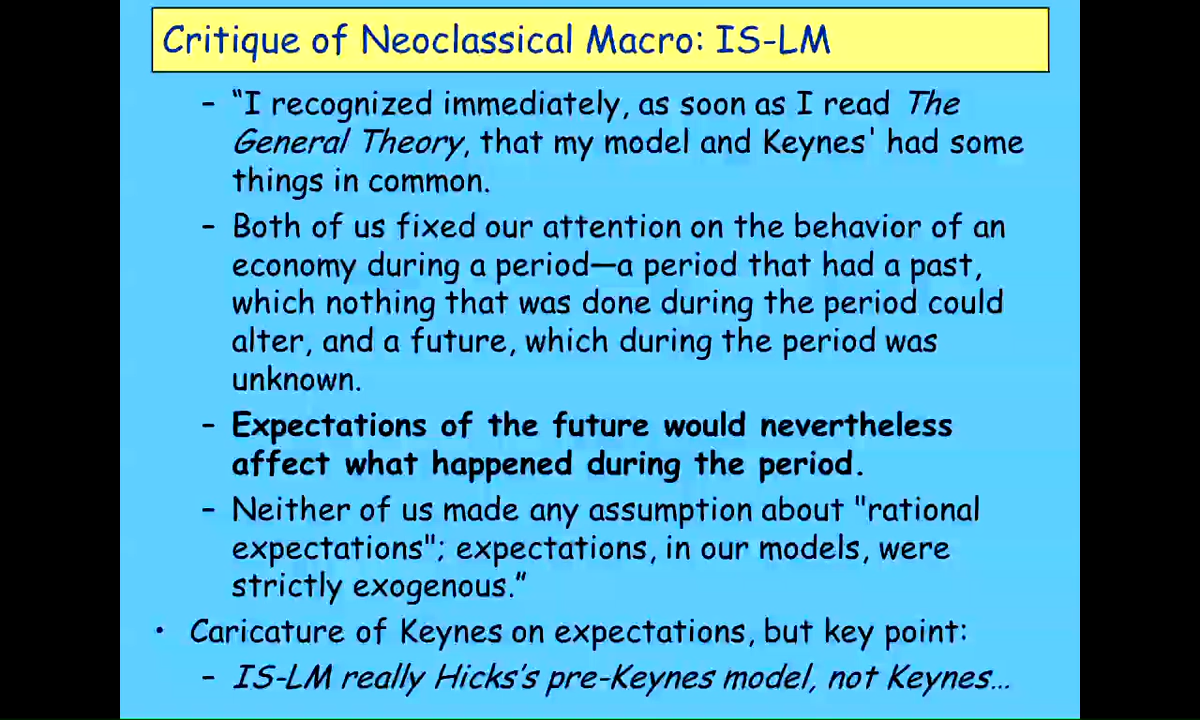 Critique of Neoclassical Macro: IS-LM
– “I recognized immediately, as soon as I read The
General Theory, that my model and Keynes' had some
things in common.
– Both of us fixed our attention on the behavior of an
economy during a period—a period that had a past,
which nothing that was done during the period could
alter, and a future, which during the period was
unknown.
– Expectations of the future would nevertheless
affect what happened during the period.
– Neither of us made any assumption about "rational
expectations"; expectations, in our models, were
strictly exogenous.”
• Caricature of Keynes on expectations, but key point:
– IS-LM really Hicks’s pre-Keynes model, not Keynes…